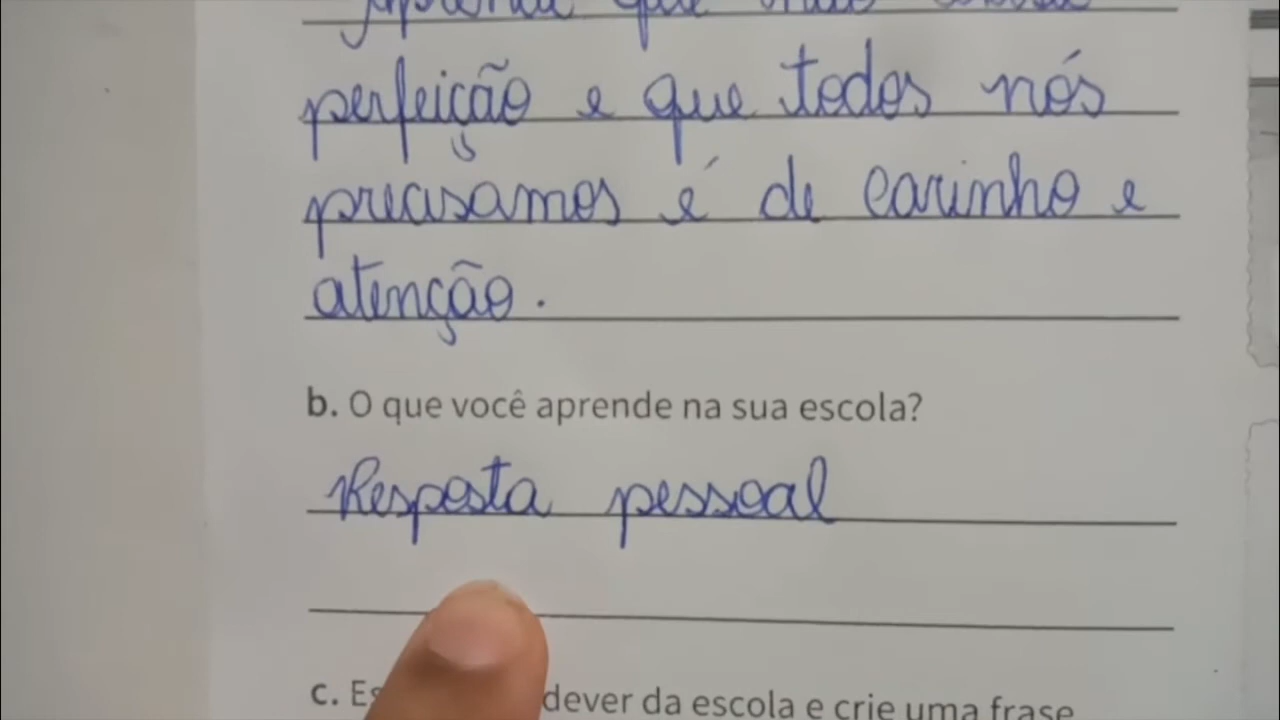 que
perfeição e que todos nós
precisamos é de carinho e
atenção.
b. O que você aprende na sua escola?
Resposta pessoal
c. dever da escola e crie uma frase